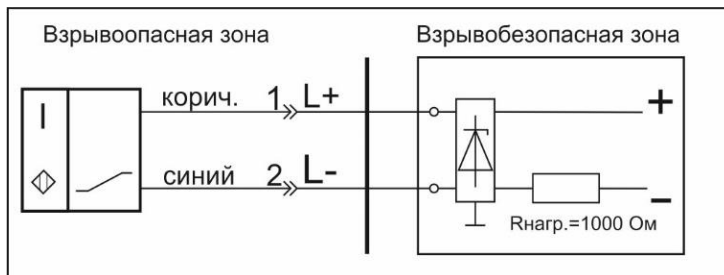 Взрывоопасная зона
Взрывобезопасная зона
I
корич.
1
L+
+
синий
2
L-
−
Rнагр.=1000 Ом